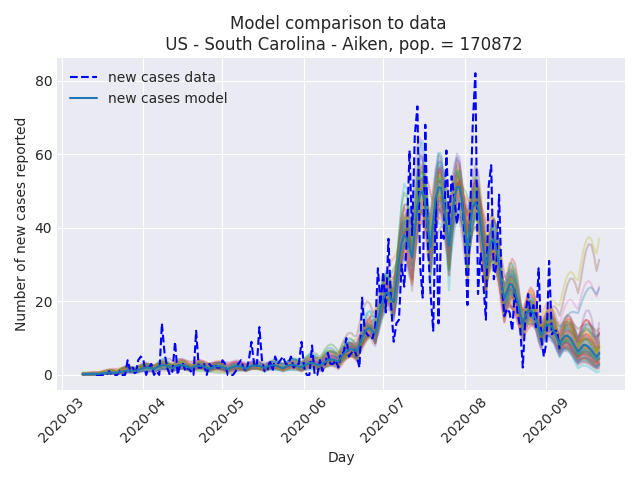 Model comparison to data
US - South Carolina - Aiken, pop. = 170872
new cases data
new cases model
Number of new cases reported
80
60
40
20
0
2020-03
2020-04
2020-05
2020-06
2020-07
2020-08
2020-09
Day